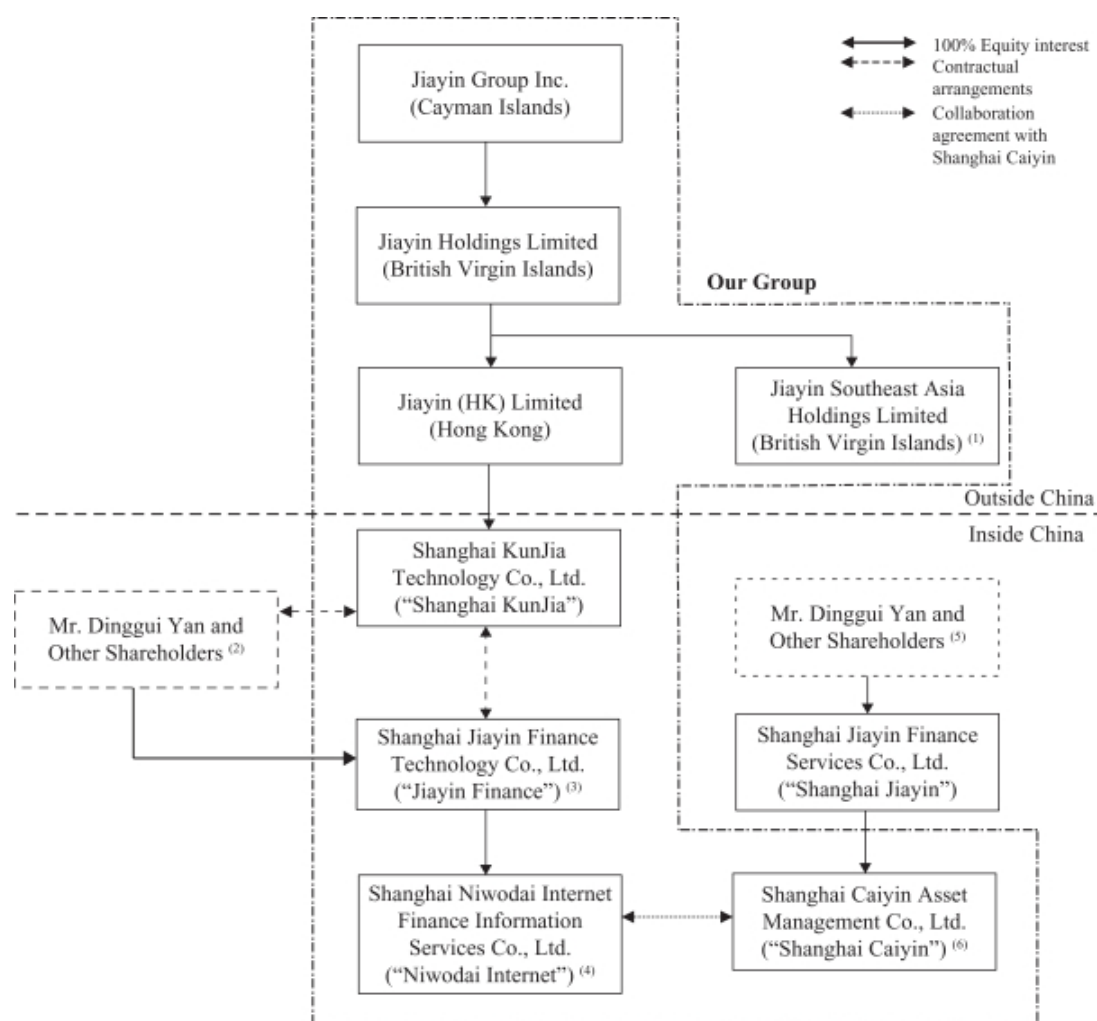 100% Equity interest
Contractual
arrangements
Collaboration
agreement with
Shanghai Caiyin
Jiayin Group Inc.
(Cayman Islands)
Jiayin Holdings Limited
(British Virgin Islands)
Our Group
Jiayin (HK) Limited
(Hong Kong)
Jiayin Southeast Asia
Holdings Limited
(British Virgin Islands) (1)
Outside China
Inside China
Shanghai KunJia
Technology Co., Ltd.
(“Shanghai KunJia”)
Mr. Dinggui Yan and
Other Shareholders (2)
Mr. Dinggui Yan and
Other Shareholders (5)
Shanghai Jiayin Finance
Technology Co., Ltd.
(“Jiayin Finance”) (3)
Shanghai Jiayin Finance
Services Co., Ltd.
(“Shanghai Jiayin”)
Shanghai Niwodai Internet
Finance Information
Services Co., Ltd.
(“Niwodai Internet”) (4)
Shanghai Caiyin Asset
Management Co., Ltd.
(“Shanghai Caiyin”) (6)